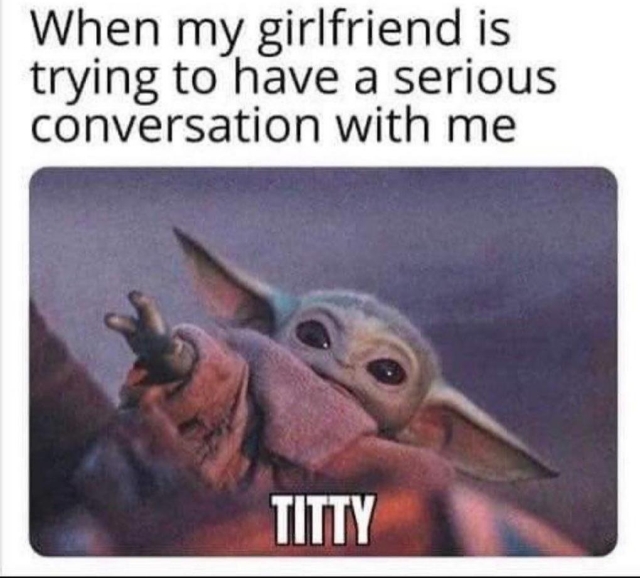 When my girlfriend is
trying to have a serious
conversation with me
TITTY